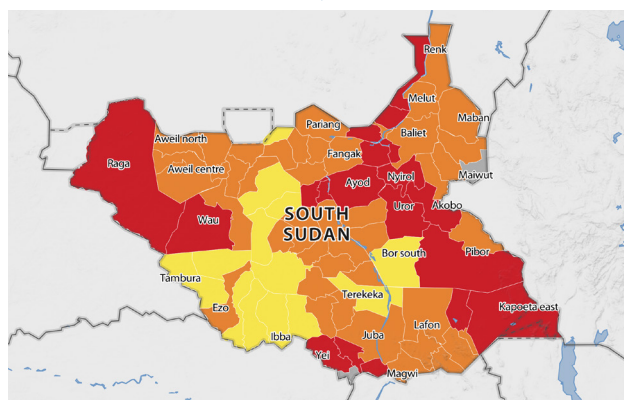 Renk
Melut
Maban
Pariang
Baliet
Aweil north
Fangak
Raga
Aweil centre
Maiwut
Ayod
Nyirol
Wau
SOUTH
SUDAN
Uror
Akobo
Bor south
Pibor
Tambura
Terekeka
Ezo
Kapoeta east
Lafon
Ibba
Juba
Yei
Magwi